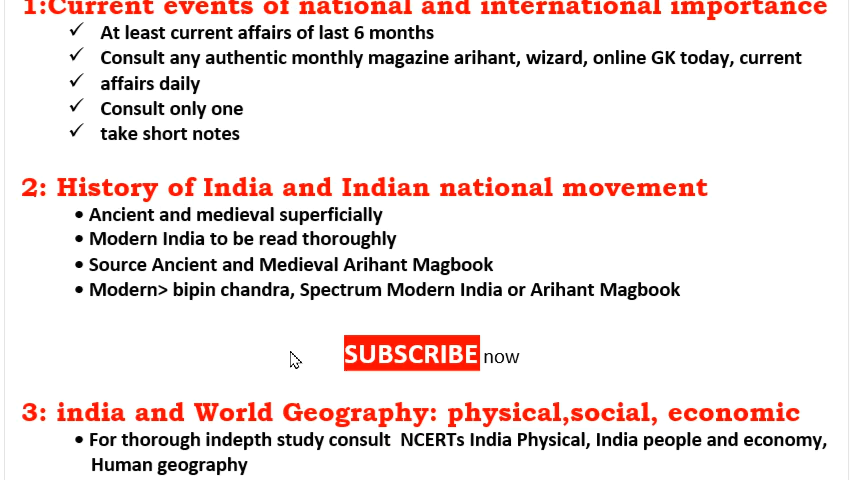 1:Current events of national and international importance
✓ At least current affairs of last 6 months
✓ Consult any authentic monthly magazine arihant, wizard, online GK today, current
✓ affairs daily
✓ Consult only one
✓ take short notes
2: History of India and Indian national movement
• Ancient and medieval superficially
• Modern India to be read thoroughly
• Source Ancient and Medieval Arihant Magbook
• Modern> bipin chandra, Spectrum Modern India or Arihant Magbook
SUBSCRIBE now
3: india and World Geography: physical,social, economic
• For thorough indepth study consult NCERTs India Physical, India people and economy,
Human geography